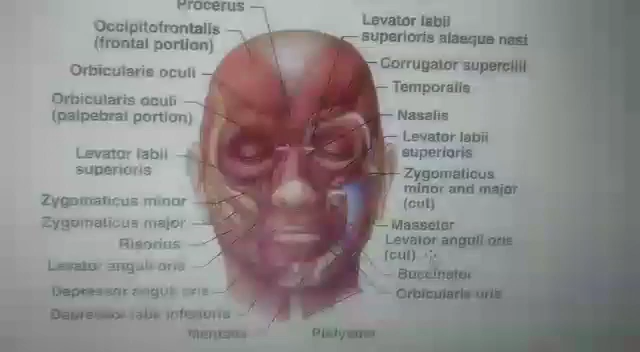 Procerus
Occipitofrontalis
(frontal portion)
Orbicularis oculi
Orbicularis oculi
(palpebral portion)
Levator labii
superioris
Zygomaticus minor
Zygomaticus major
Risorius
Levator anguli oris
Depressor anguli oris
Depressor labii inferioris
Mentalis
Platysma
Levator labii
superioris alaeque nasi
Corrugator supercilii
Temporalis
Nasalis
Levator labii
superioris
Zygomaticus
minor and major
(cut)
Masseter
Levator anguli oris
(cut)
Buccinator
Orbicularis oris